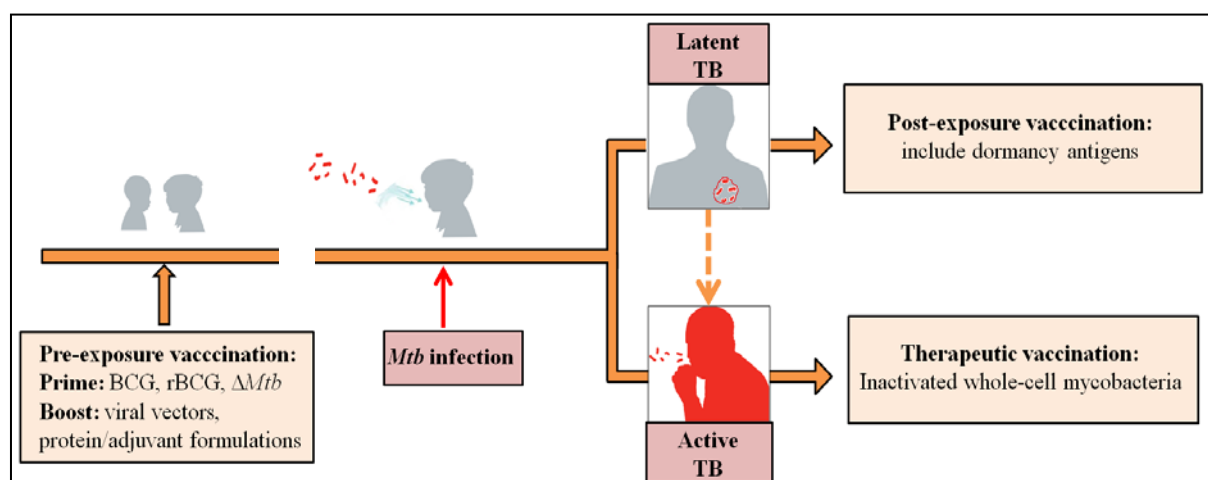 Latent
TB
Post-exposure vacccination:
include dormancy antigens
Pre-exposure vacccination:
Prime: BCG, rBCG, ΔMtb
Boost: viral vectors,
protein/adjuvant formulations
Mtb infection
Therapeutic vaccination:
Inactivated whole-cell mycobacteria
Active
TB